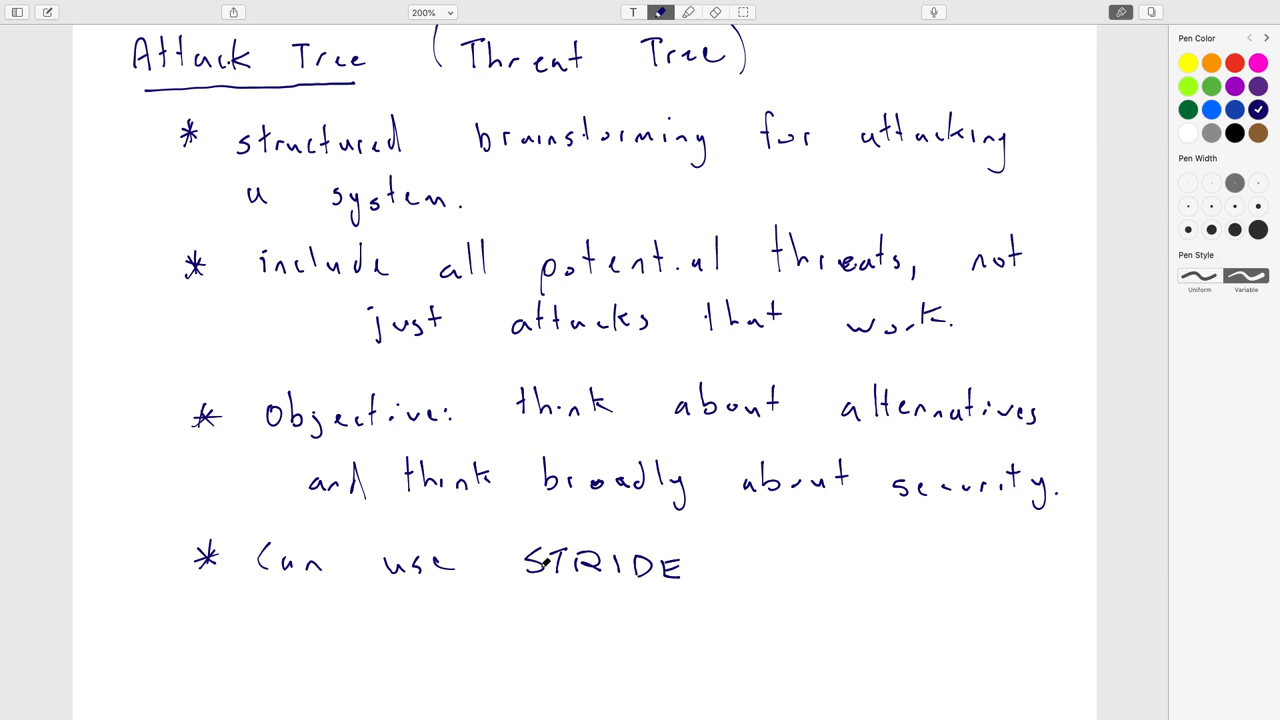 200%
T
Attack Tree (Threat Tree)
* structured brainstorming for attacking
a system.
* include all potential threats, not
just attacks that work.
* Objective: think about alternatives
and think broadly about security.
* Can use STRIDE
Pen Color
Pen Width
Pen Style
Uniform Variable